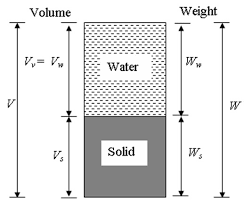 Volume Weight
Vv = Vw Water Ww
V W
Vs Solid Ws